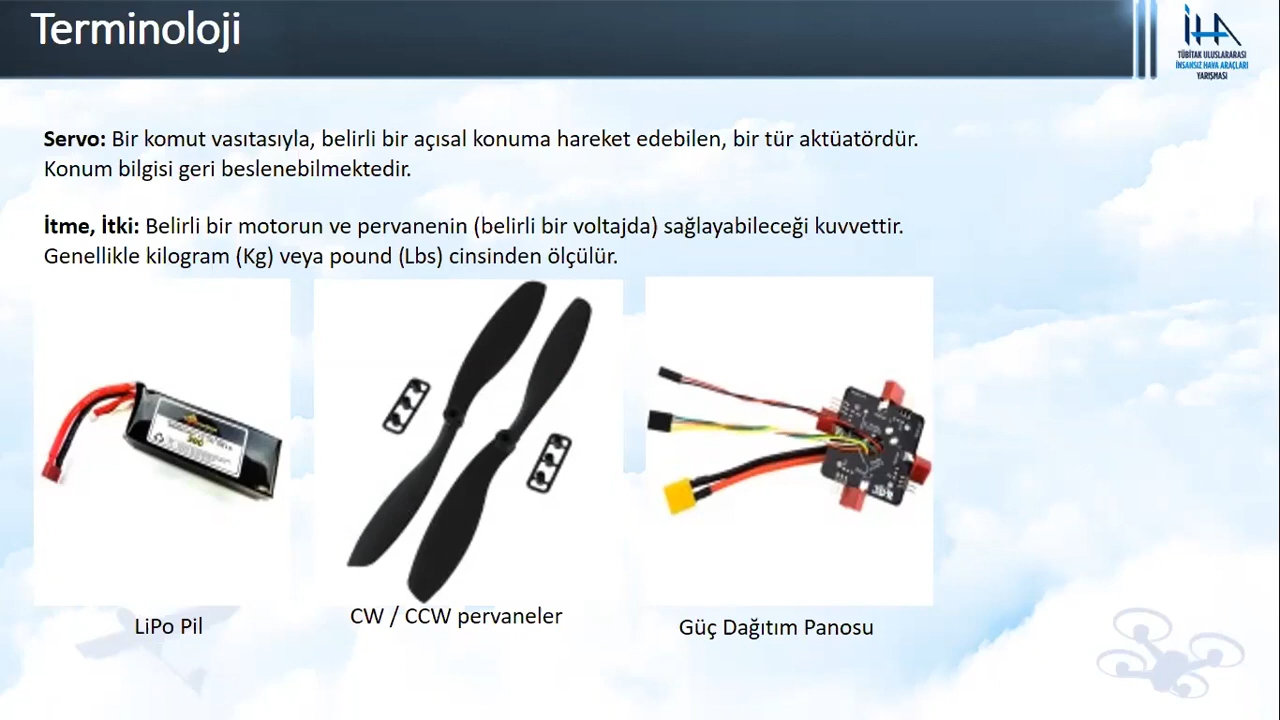 Terminoloji
İHA
TÜBİTAK ULUSLARARASI
İNSANSIZ HAVA ARAÇLARI
YARIŞMASI
Servo: Bir komut vasıtasıyla, belirli bir açısal konuma hareket edebilen, bir tür aktüatördür.
Konum bilgisi geri beslenebilmektedir.
İtme, İtki: Belirli bir motorun ve pervanenin (belirli bir voltajda) sağlayabileceği kuvvettir.
Genellikle kilogram (Kg) veya pound (Lbs) cinsinden ölçülür.
LiPo Pil
CW / CCW pervaneler
Güç Dağıtım Panosu